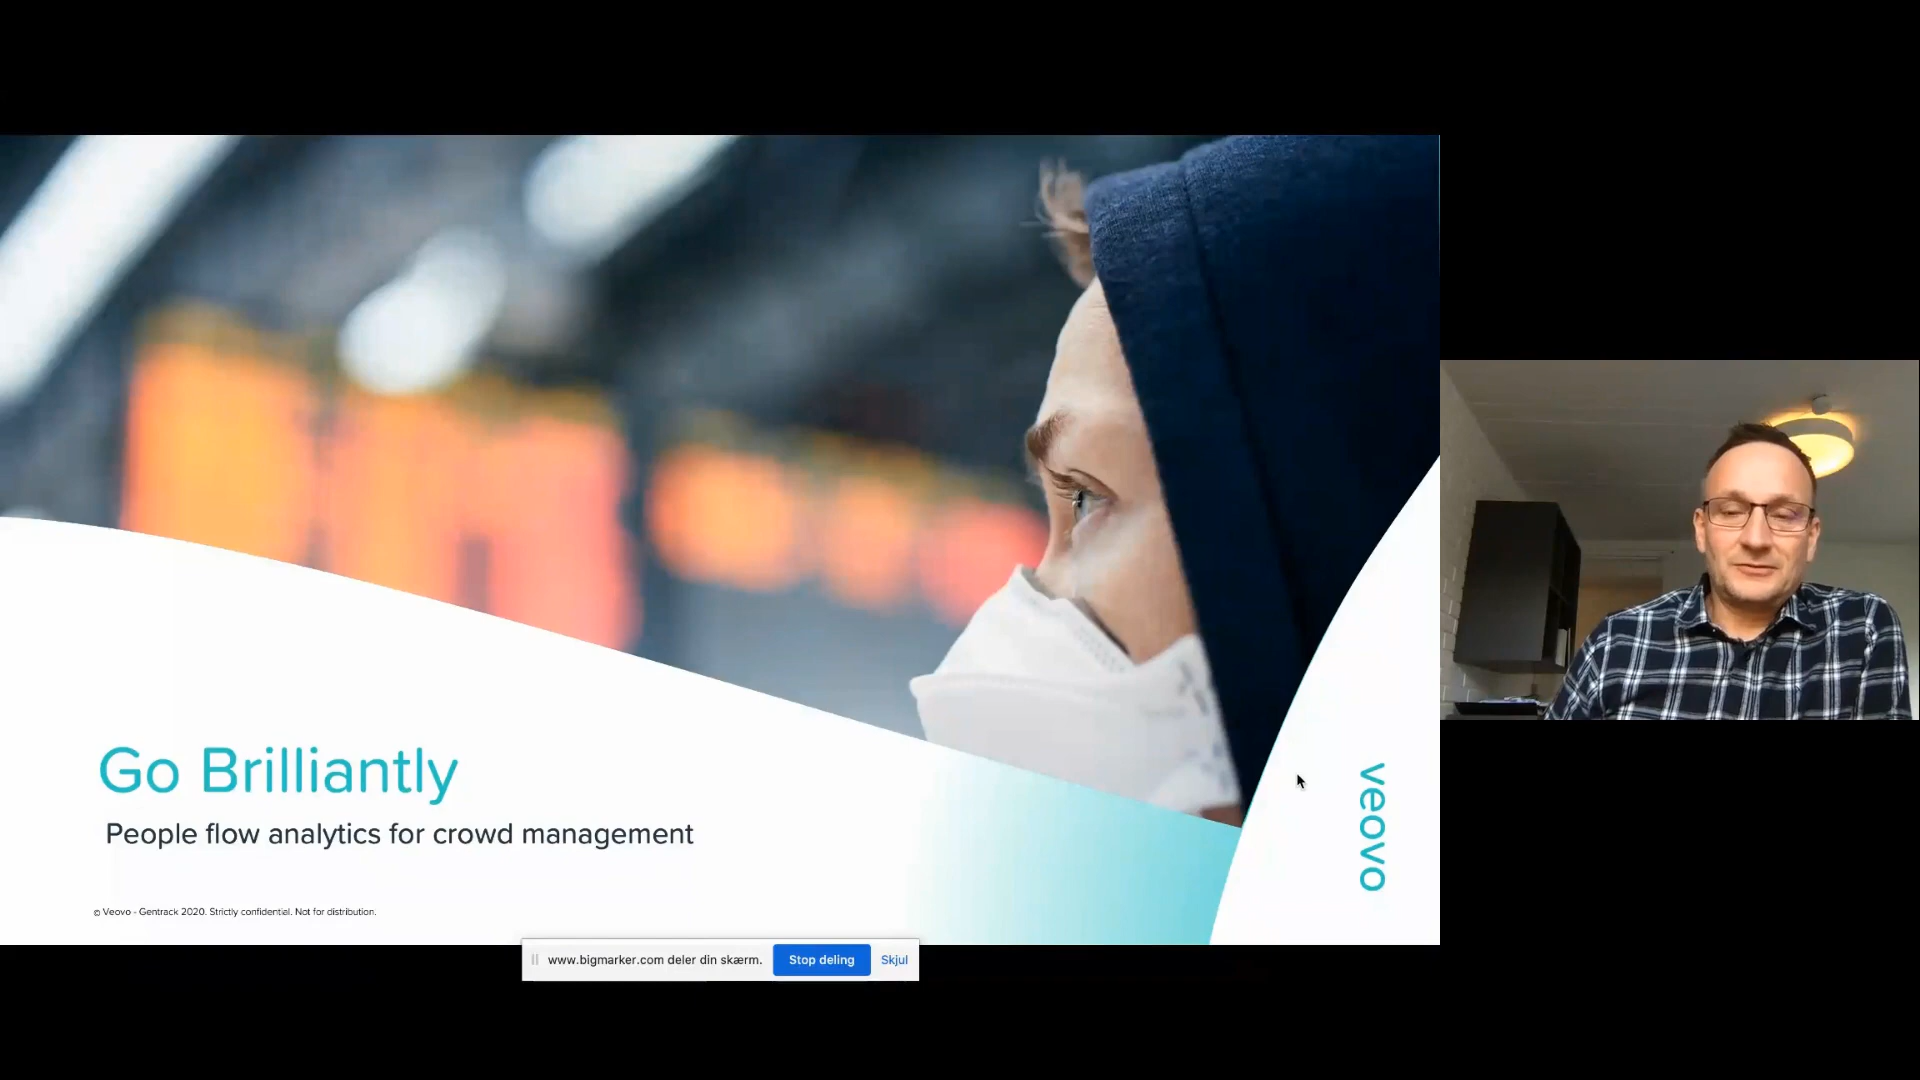 Go Brilliantly
People flow analytics for crowd management
© Veovo - Gentrack 2020. Strictly confidential. Not for distribution.
veovo
www.bigmarker.com deler din skærm. Stop deling Skjul